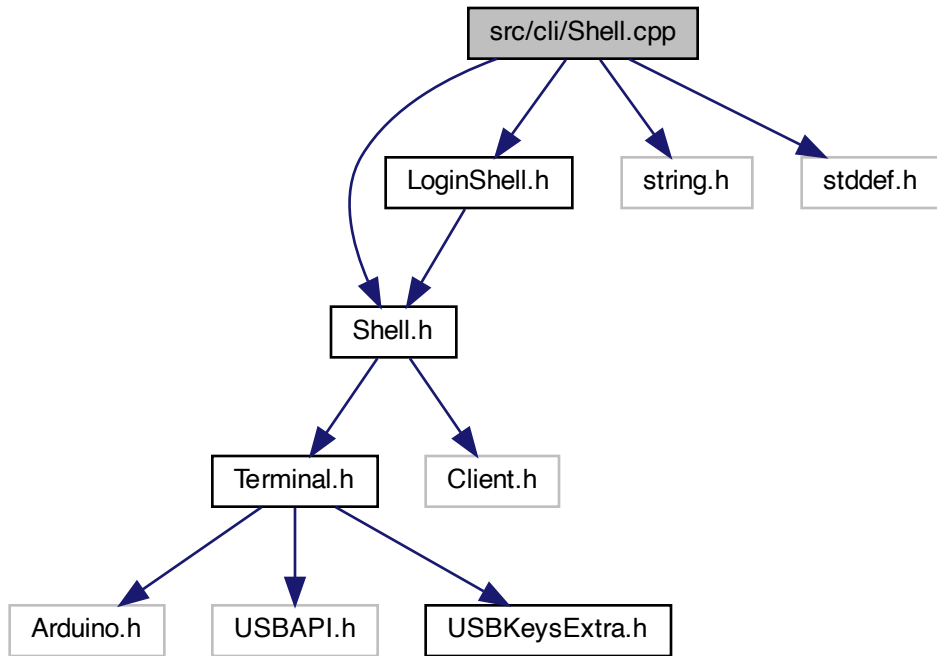 src/cli/Shell.cpp
LoginShell.h
string.h
stddef.h
Shell.h
Terminal.h
Client.h
Arduino.h
USBAPI.h
USBKeysExtra.h